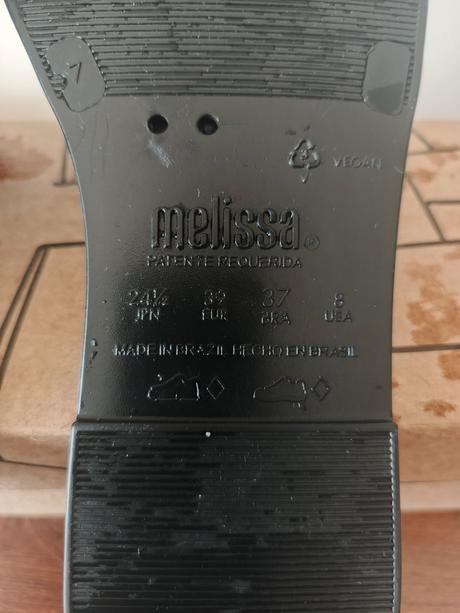 VEGAN
melissa®
PATENTE REQUERIDA
24½ 39 37 8
JPN EUR BRA USA
MADE IN BRAZIL HECHO EN BRASIL